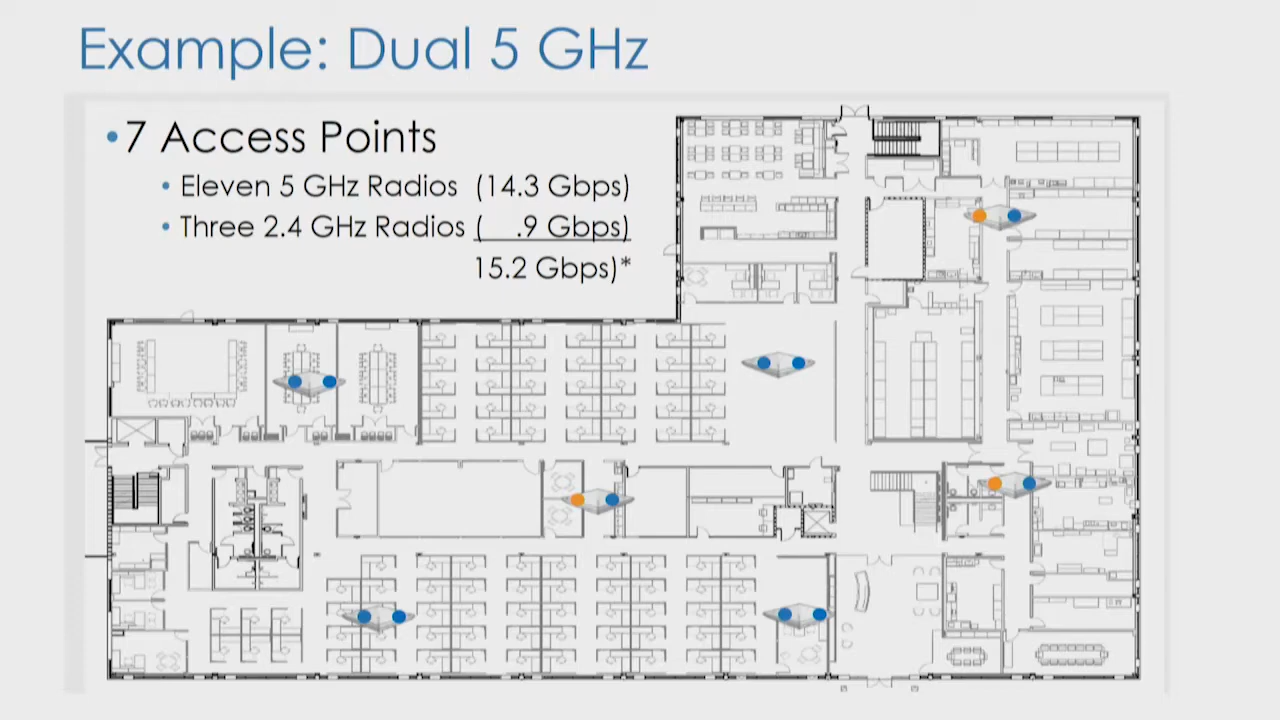 Example: Dual 5 GHz
•7 Access Points
• Eleven 5 GHz Radios (14.3 Gbps)
• Three 2.4 GHz Radios ( .9 Gbps)
15.2 Gbps)*